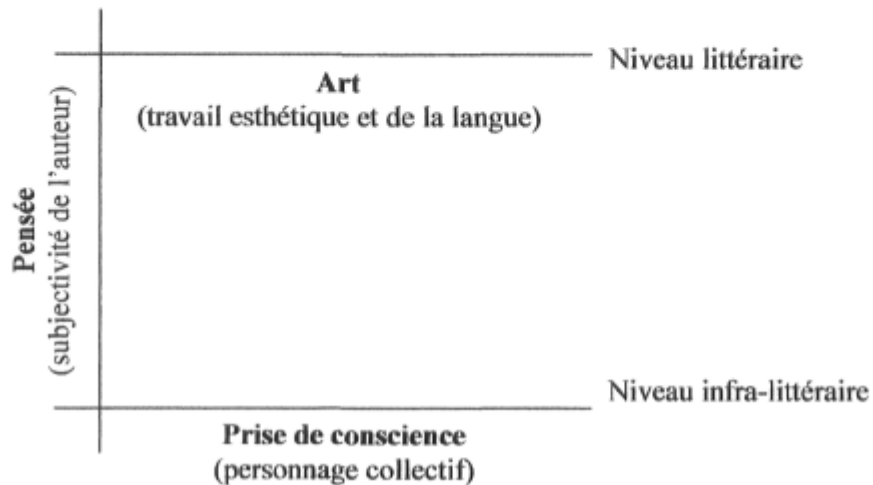 Niveau littéraire
Art
(travail esthétique et de la langue)
Pensée
(subjectivité de l'auteur)
Niveau infra-littéraire
Prise de conscience
(personnage collectif)